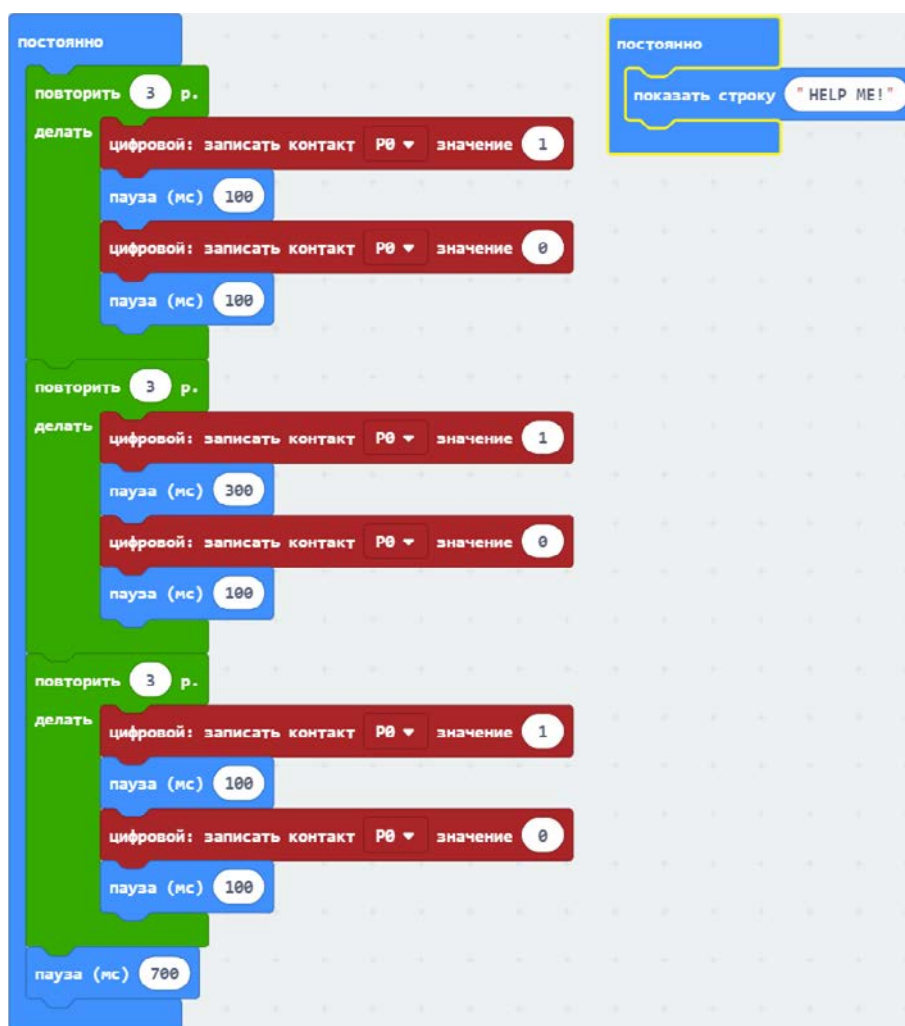 постоянно
повторить 3 р.
делать
цифровой: записать контакт P0 значение 1
пауза (мс) 100
цифровой: записать контакт P0 значение 0
пауза (мс) 100
повторить 3 р.
делать
цифровой: записать контакт P0 значение 1
пауза (мс) 300
цифровой: записать контакт P0 значение 0
пауза (мс) 100
повторить 3 р.
делать
цифровой: записать контакт P0 значение 1
пауза (мс) 100
цифровой: записать контакт P0 значение 0
пауза (мс) 100
пауза (мс) 700
постоянно
показать строку "HELP ME!"